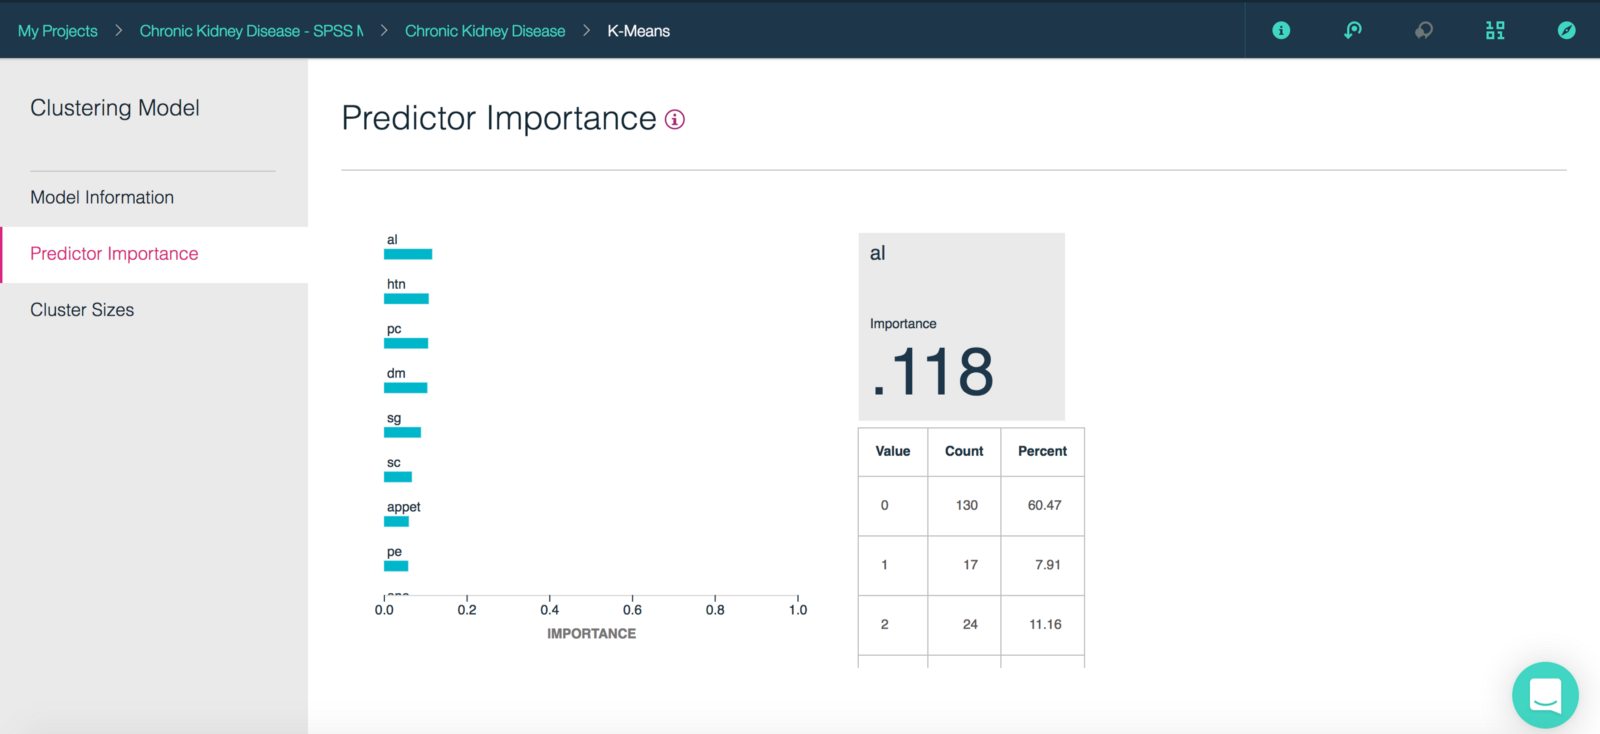 My Projects > Chronic Kidney Disease - SPSS M > Chronic Kidney Disease > K-Means
Clustering Model
Model Information
Predictor Importance
Cluster Sizes
Predictor Importance
al
htn
pc
dm
sg
sc
appet
pe
0.0 0.2 0.4 0.6 0.8 1.0
IMPORTANCE
al
Importance
.118
Value Count Percent
0 130 60.47
1 17 7.91
2 24 11.16